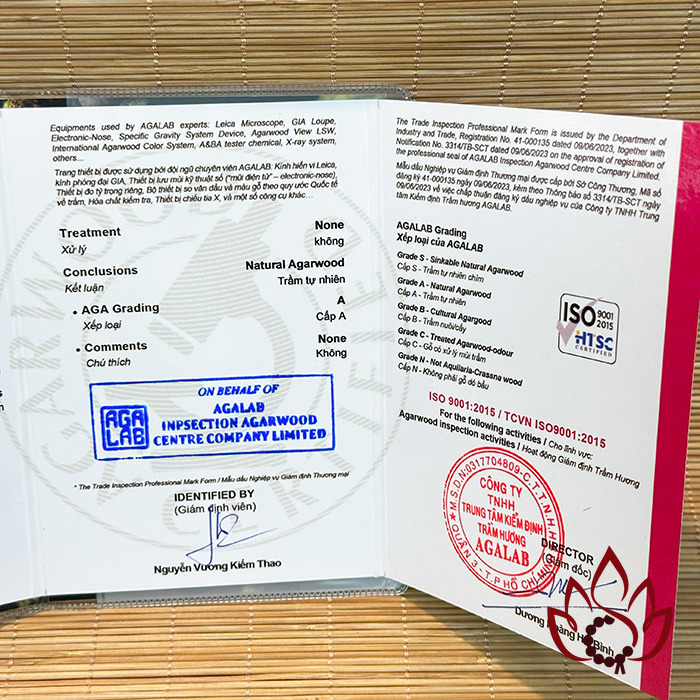 Equipments used by AGALAB experts: Leica Microscope, GIA Loupe,
Electronic-Nose, Specific Gravity System Device, Agarwood View LSW,
International Agarwood Color System, A&BA tester chemical, X-ray system,
others...
Trang thiết bị được sử dụng bởi đội ngũ chuyên viên AGALAB: Kính hiển vi Leica,
kính phóng đại GIA, Thiết bị lưu mùi kỹ thuật số ("mũi điện tử" – electronic-nose),
Thiết bị đo tỷ trọng riêng, Bộ thiết bị so vân dầu và màu gỗ theo quy ước Quốc tế
về trầm, Hóa chất kiểm tra, Thiết bị chiếu tia X, và một số công cụ khác…
Treatment None
Xử lý không
Conclusions Natural Agarwood
Kết luận Trầm tự nhiên
• AGA Grading A
Xếp loại Cấp A
• Comments None
Chú thích Không
AGA
LAB
ON BEHALF OF
AGALAB
INPSECTION AGARWOOD
CENTRE COMPANY LIMITED
* The Trade Inspection Professional Mark Form / Mẫu dấu Nghiệp vụ Giám định Thương mại
IDENTIFIED BY
(Giám định viên)
Nguyễn Vương Kiếm Thao
The Trade Inspection Professional Mark Form is issued by the Department of
Industry and Trade, Registration No. 41-000135 dated 09/06/2023, together with
Notification No. 3314/TB-SCT dated 09/06/2023 on the approval of registration of
the professional seal of AGALAB Inspection Agarwood Centre Company Limited.
Mẫu dấu Nghiệp vụ Giám định Thương mại được cấp bởi Sở Công Thương, Mã số
đăng ký 41-000135 ngày 09/06/2023, kèm theo Thông báo số 3314/TB-SCT ngày
09/06/2023 về việc chấp thuận đăng dấu nghiệp vụ của Công ty TNHH Trung
tâm Kiểm định Trầm hương AGALAB.
AGALAB Grading
Xếp loại của AGALAB
Grade S - Sinkable Natural Agarwood
Cấp S - Trầm tự nhiên chìm
Grade A - Natural Agarwood
Cấp A - Trầm tự nhiên
Grade B - Cultural Agargood
Cấp B - Trầm nuôi/cấy
Grade C - Treated Agarwood-odour
Cấp C - Gỗ có xử lý mùi trầm
Grade N - Not Aquilaria-Crassna wood
Cấp N - Không phải gỗ dó bầu
ISO 9001
2015
HTSC
CERTIFIED
ISO 9001:2015 / TCVN ISO9001:2015
For the following activities / Cho lĩnh vực:
Agarwood inspection activities / Hoạt động Giám định Trầm Hương
M.S.D.N:0317704809-C.T.T.N.H.H
CÔNG TY
TNHH
TRUNG TÂM KIỂM ĐỊNH
TRẦM HƯƠNG
AGALAB
QUẬN 3 - T.P HỒ CHÍ MINH
DIRECTOR
(Giám đốc)